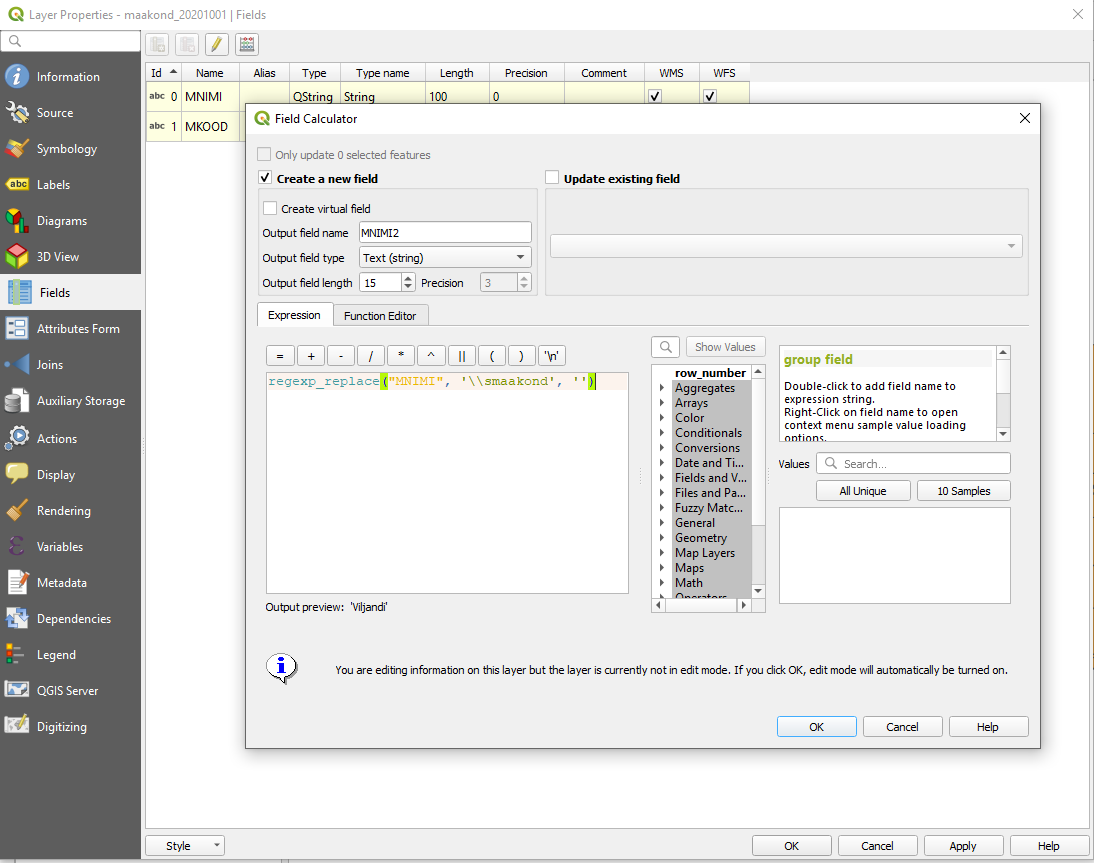 Layer Properties - maakond_20201001 | Fields
Information
Source
Symbology
abc Labels
Diagrams
3D View
Fields
Attributes Form
Joins
Auxiliary Storage
Actions
Display
Rendering
Variables
Metadata
Dependencies
Legend
QGIS Server
Digitizing
Id Name Alias Type Type name Length Precision Comment WMS WFS
abc 0 MNIMI QString String 100 0
abc 1 MKOOD
Field Calculator
Only update 0 selected features
Create a new field
Update existing field
Create virtual field
Output field name MNIMI2
Output field type Text (string)
Output field length 15 Precision 3
Expression Function Editor
= + - / * ^ || ( ) '\n'
Show Values
regexp_replace("MNIMI", '\\smaakond', '')
row_number
Aggregates
Arrays
Color
Conditionals
Conversions
Date and Ti...
Fields and V...
Files and Pa...
Fuzzy Matc...
General
Geometry
Map Layers
Maps
Math
Operators
group field
Double-click to add field name to
expression string.
Right-Click on field name to open
context menu sample value loading
options.
Values Search...
All Unique 10 Samples
Output preview: 'Viljandi'
You are editing information on this layer but the layer is currently not in edit mode. If you click OK, edit mode will automatically be turned on.
OK Cancel Help
Style OK Cancel Apply Help